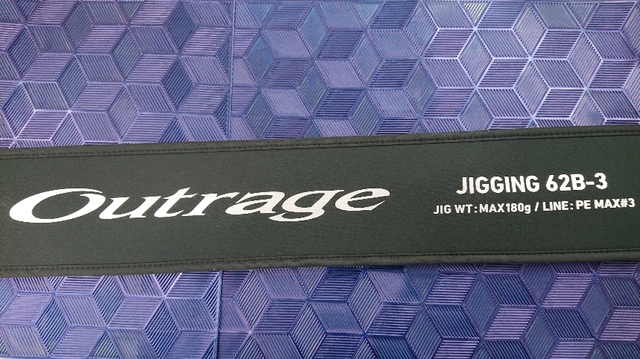 Outrage
JIGGING 62B-3
JIG WT:MAX180g / LINE: PE MAX#3